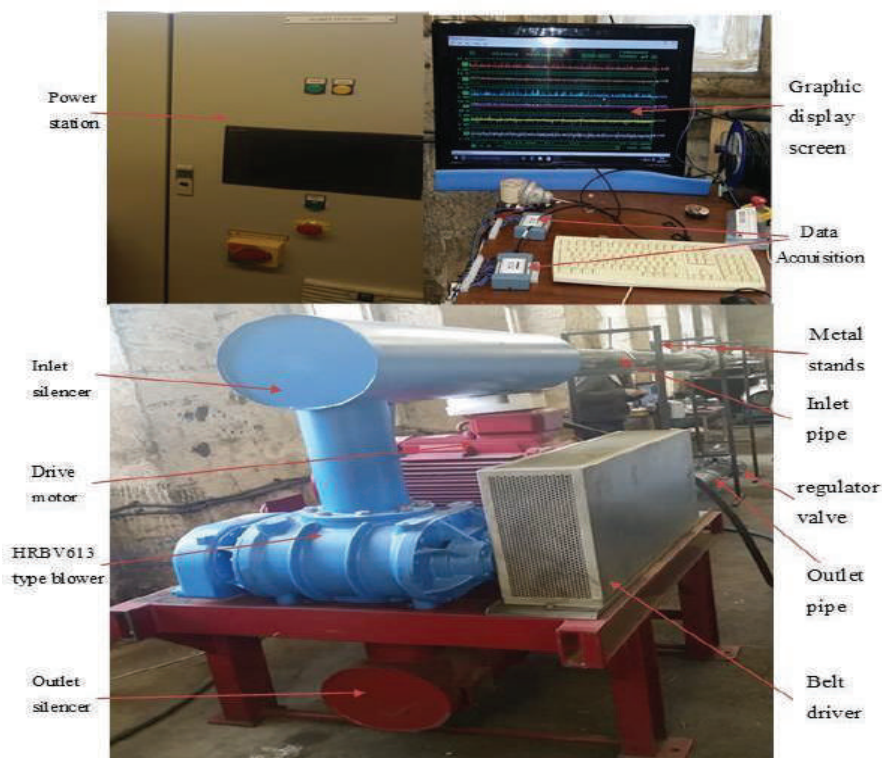 Power
station
Graphic
display
screen
Data
Acquisition
Inlet
silencer
Metal
stands
Inlet
pipe
Drive
motor
regulator
valve
HRBV613
type blower
Outlet
pipe
Outlet
silencer
Belt
driver